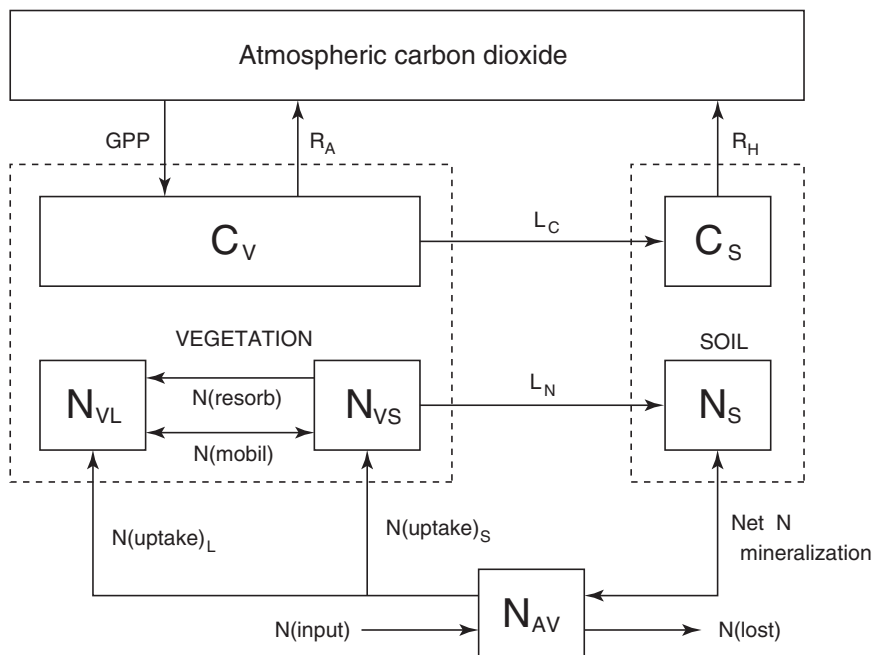 Atmospheric carbon dioxide
GPP
R_A
R_H
C_V
L_C
C_S
VEGETATION
SOIL
N_VL
N(resorb)
N(mobil)
N_VS
L_N
N_S
N(uptake)_L
N(uptake)_S
Net N
mineralization
N(input)
N_AV
N(lost)